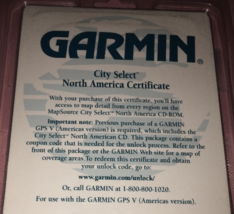 GARMIN
City Select™
North America Certificate
With your purchase of this certificate, you'll have
access to map detail from every region on the
MapSource City Select™ North America CD-ROM.
Important note: Previous purchase of a GARMIN
GPS V (Americas version) is required, which includes the
City Select™ North American CD. This package contains a
coupon code that is needed for the unlock process. Refer to the
front of this package or the GARMIN Web site for a map of
coverage areas. To redeem this certificate and obtain
your unlock code, go to:
www.garmin.com/unlock/
Or, call GARMIN at 1-800-800-1020.
For use with the GARMIN GPS V (Americas version).